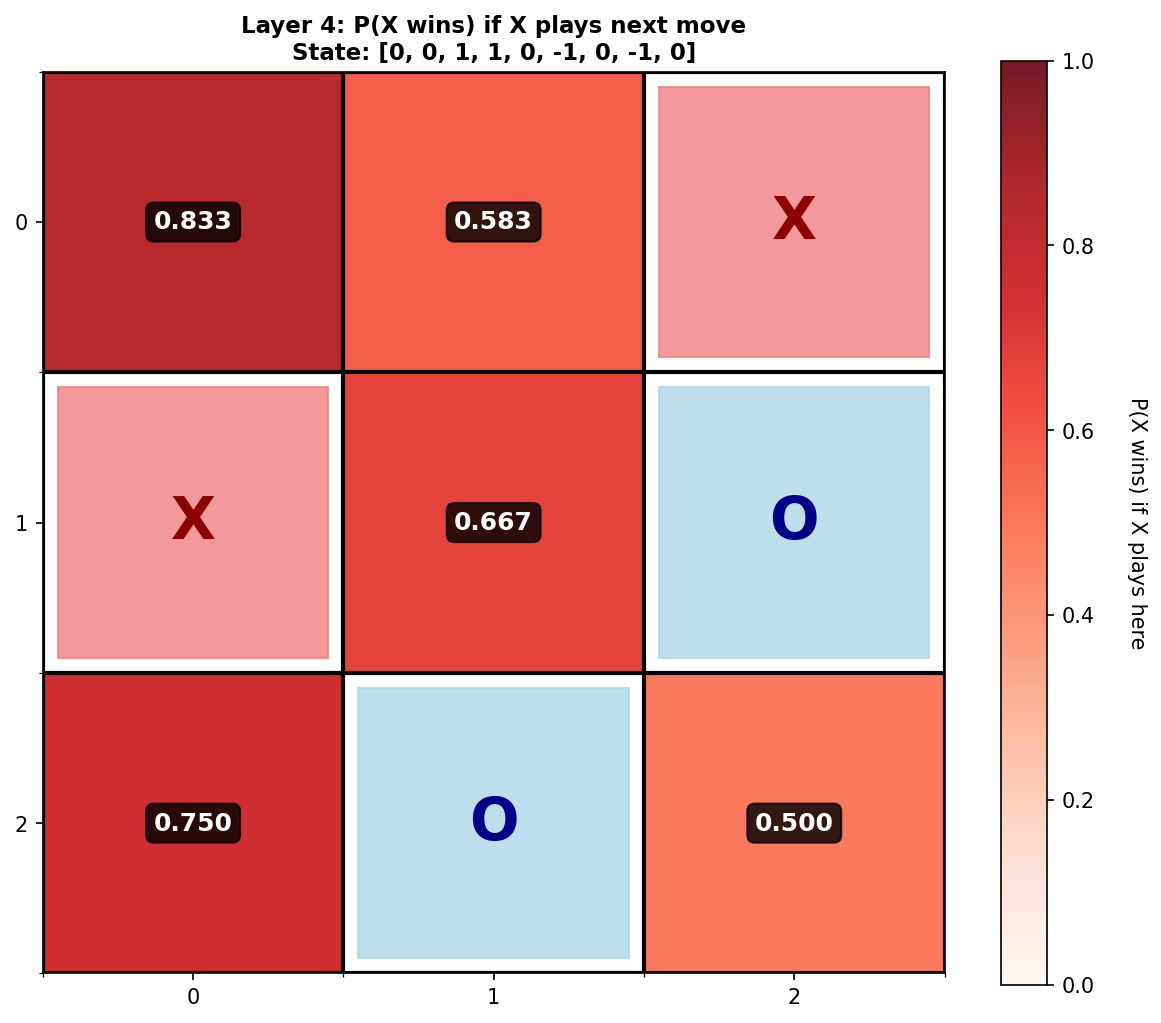 Layer 4: P(X wins) if X plays next move
State: [0, 0, 1, 1, 0, -1, 0, -1, 0]
0.833 0.583 X
X 0.667 O
0.750 O 0.500
0
1
2
0 1 2
1.0
0.8
0.6
0.4
0.2
0.0
P(X wins) if X plays here